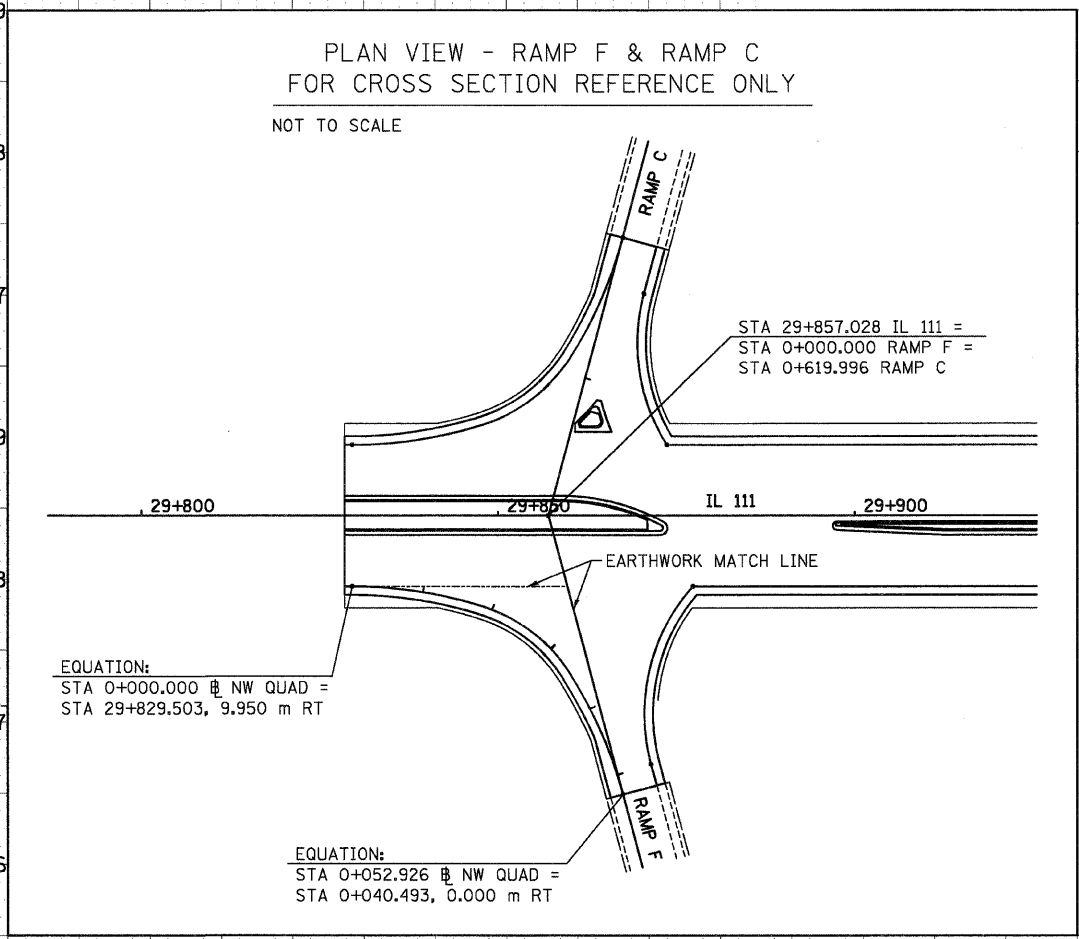 PLAN VIEW - RAMP F & RAMP C
FOR CROSS SECTION REFERENCE ONLY
NOT TO SCALE
RAMP C
STA 29+857.028 IL 111 =
STA 0+000.000 RAMP F =
STA 0+619.996 RAMP C
29+800
29+850
IL 111
29+900
EARTHWORK MATCH LINE
EQUATION:
STA 0+000.000 ⅊ NW QUAD =
STA 29+829.503, 9.950 m RT
RAMP F
EQUATION:
STA 0+052.926 ⅊ NW QUAD =
STA 0+040.493, 0.000 m RT